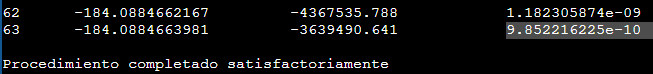 62 -184.0884662167 -4367535.788 1.182305874e-09
63 -184.0884663981 -3639490.641 9.852216225e-10
Procedimiento completado satisfactoriamente